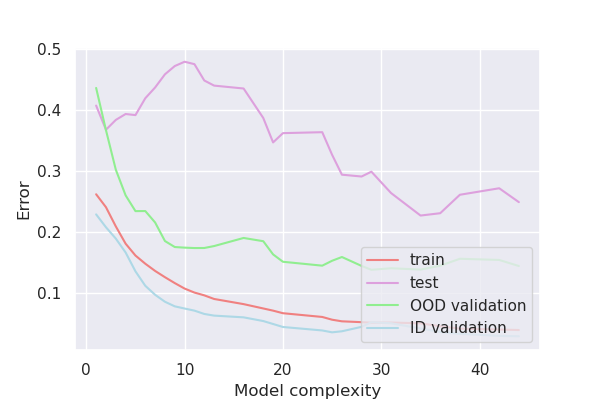 0.5
0.4
0.3
0.2
0.1
Error
train
test
OOD validation
ID validation
0 10 20 30 40
Model complexity